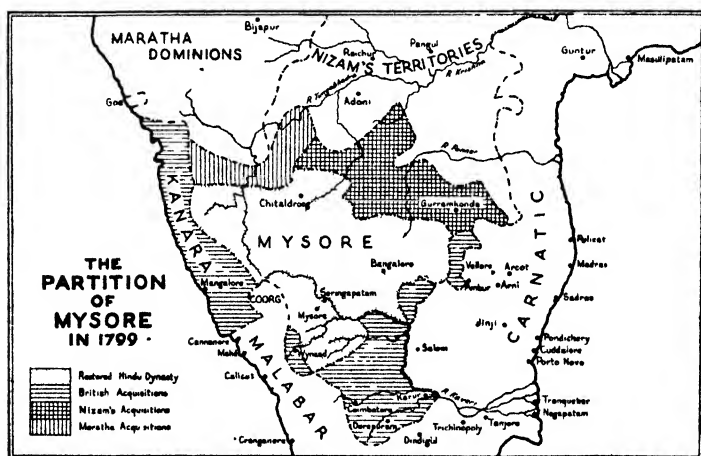 Bijapur
MARATHA
DOMINIONS
Raichur
Pangul
NIZAM'S TERRITORIES
Guntur
Masulipatam
R. Tungabhadra
R. Krishna
Goa
Adoni
R. Pennar
KANARA
Chitaldroog
Gurramkonda
MYSORE
CARNATIC
Pulicat
Bangalore
Vellore
Arcot
Madras
Ambur
Arni
THE
PARTITION
OF
MYSORE
IN 1799
Mangalore
COORG
Seringapatam
Mysore
Sadras
Jinji
Pondichery
Cuddalore
Porto Novo
Cannanore
Mahé
Wynaad
Salem
MALABAR
Calicut
Karur
R. Kaveri
Tranquebar
Negapatam
Coimbatore
Darapuram
Trichinopoly
Tanjore
Dindigul
Cranganore
Restored Hindu Dynasty
British Acquisitions
Nizam's Acquisitions
Maratha Acquisitions